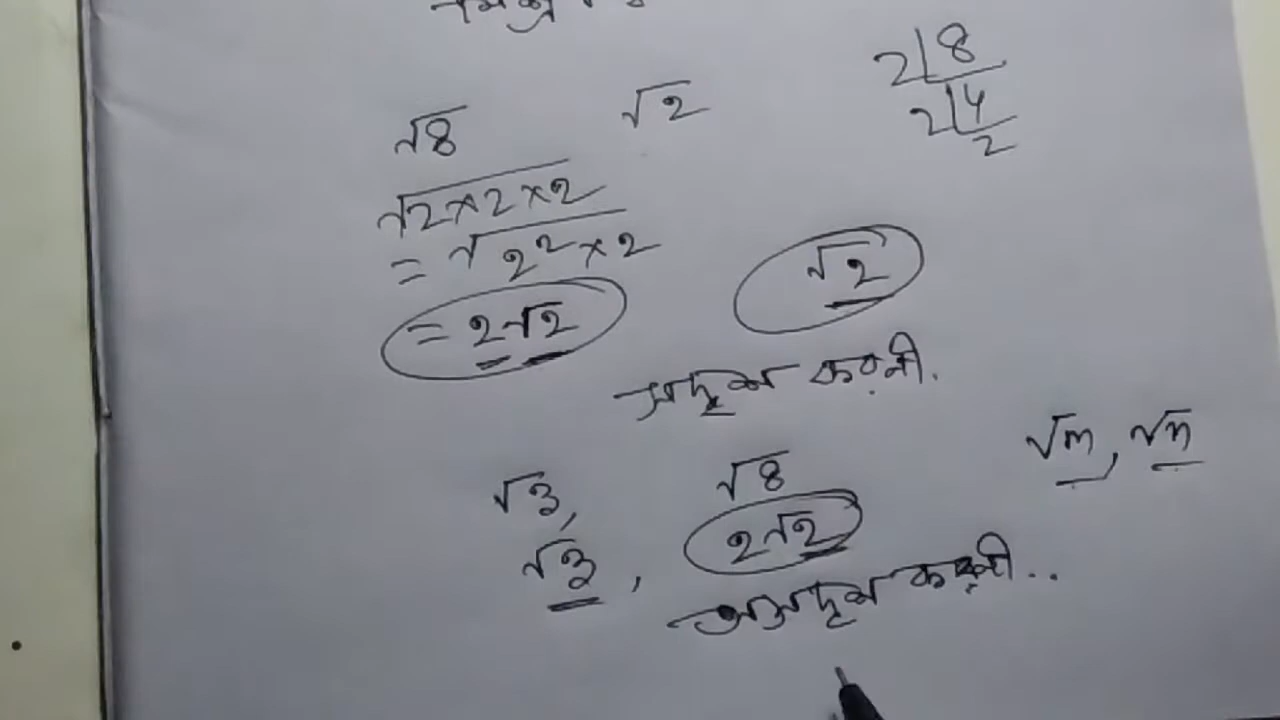 √8 √2
2|8
2|4
2
√2×2×2
= √2²×2
= 2√2 √2
সদৃশ করণী.
√m, √n
√3, √8
√3, 2√2
অসদৃশ করণী..